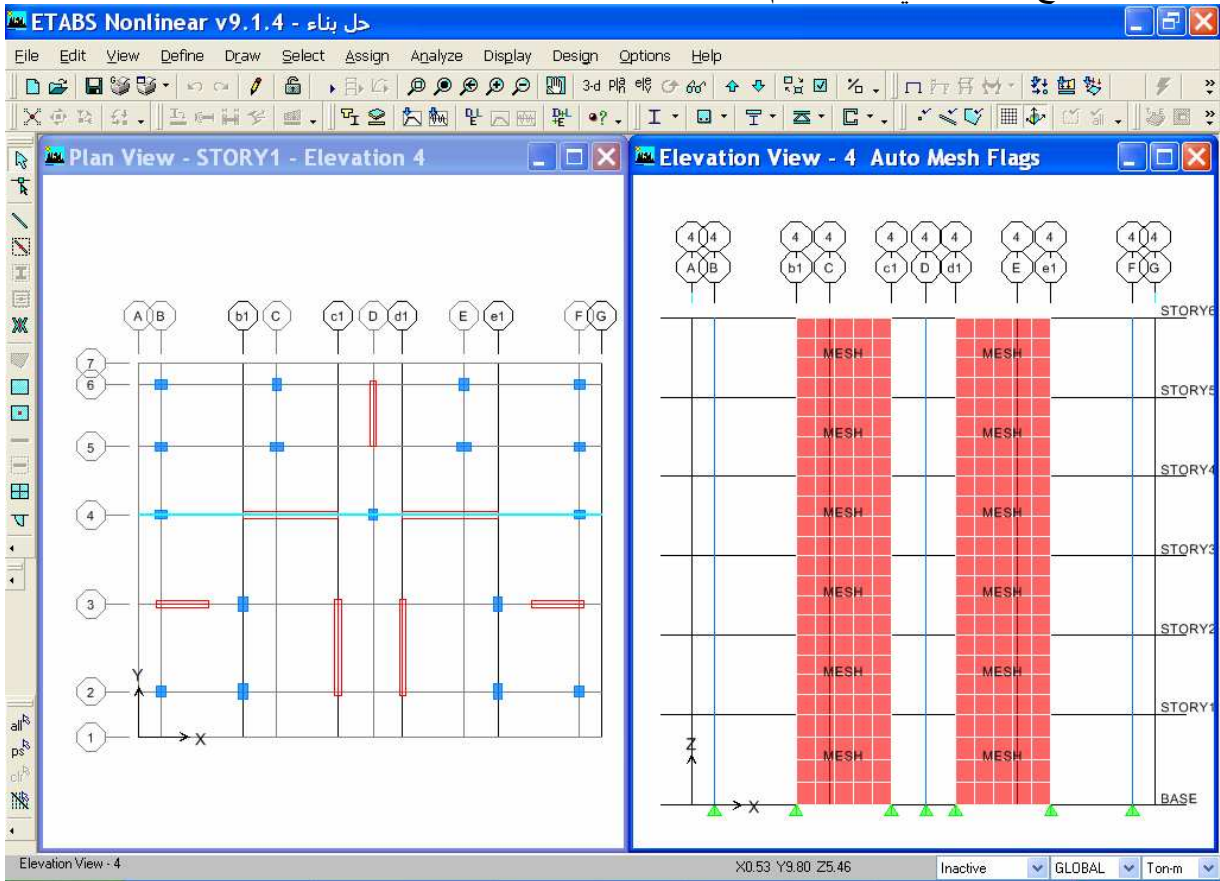 ETABS Nonlinear v9.1.4 - حل بناء
File Edit View Define Draw Select Assign Analyze Display Design Options Help
3-d
Plan View - STORY1 - Elevation 4
Elevation View - 4 Auto Mesh Flags
A B b1 C c1 D d1 E e1 F G
7
6
5
4
3
2
1
Y
X
4 4 4 4 4 4 4 4 4 4 4
A B b1 C c1 D d1 E e1 F G
STORY6
MESH MESH
STORY5
MESH MESH
STORY4
MESH MESH
STORY3
MESH MESH
STORY2
MESH MESH
STORY1
Z
MESH MESH
BASE
X
all
ps
clr
Elevation View - 4
X0.53 Y9.80 Z5.46
Inactive
GLOBAL
Ton-m